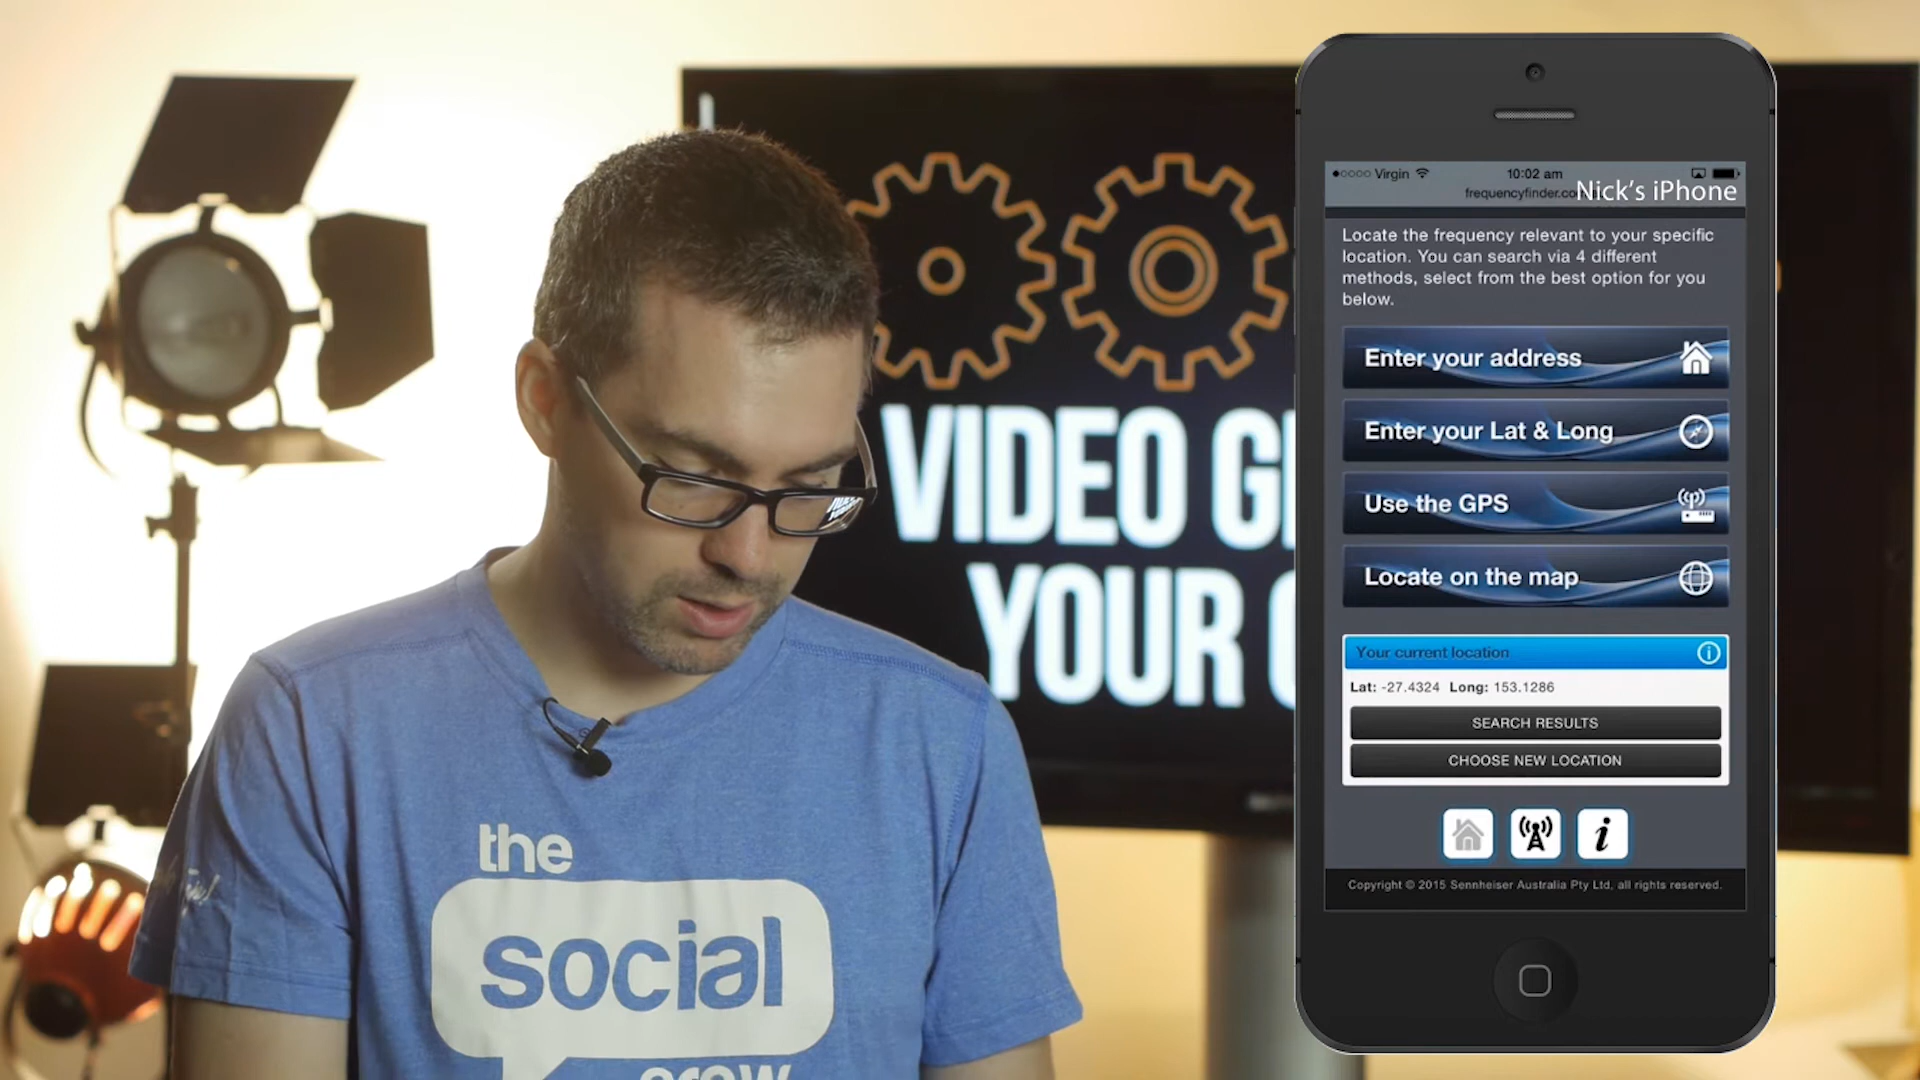 VIDEO G
YOUR
the
social
crew
Virgin
10:02 am
frequencyfinder.co
Nick's iPhone
Locate the frequency relevant to your specific
location. You can search via 4 different
methods, select from the best option for you
below.
Enter your address
Enter your Lat & Long
Use the GPS
Locate on the map
Your current location
Lat: -27.4324 Long: 153.1286
SEARCH RESULTS
CHOOSE NEW LOCATION
Copyright © 2015 Sennheiser Australia Pty Ltd, all rights reserved.